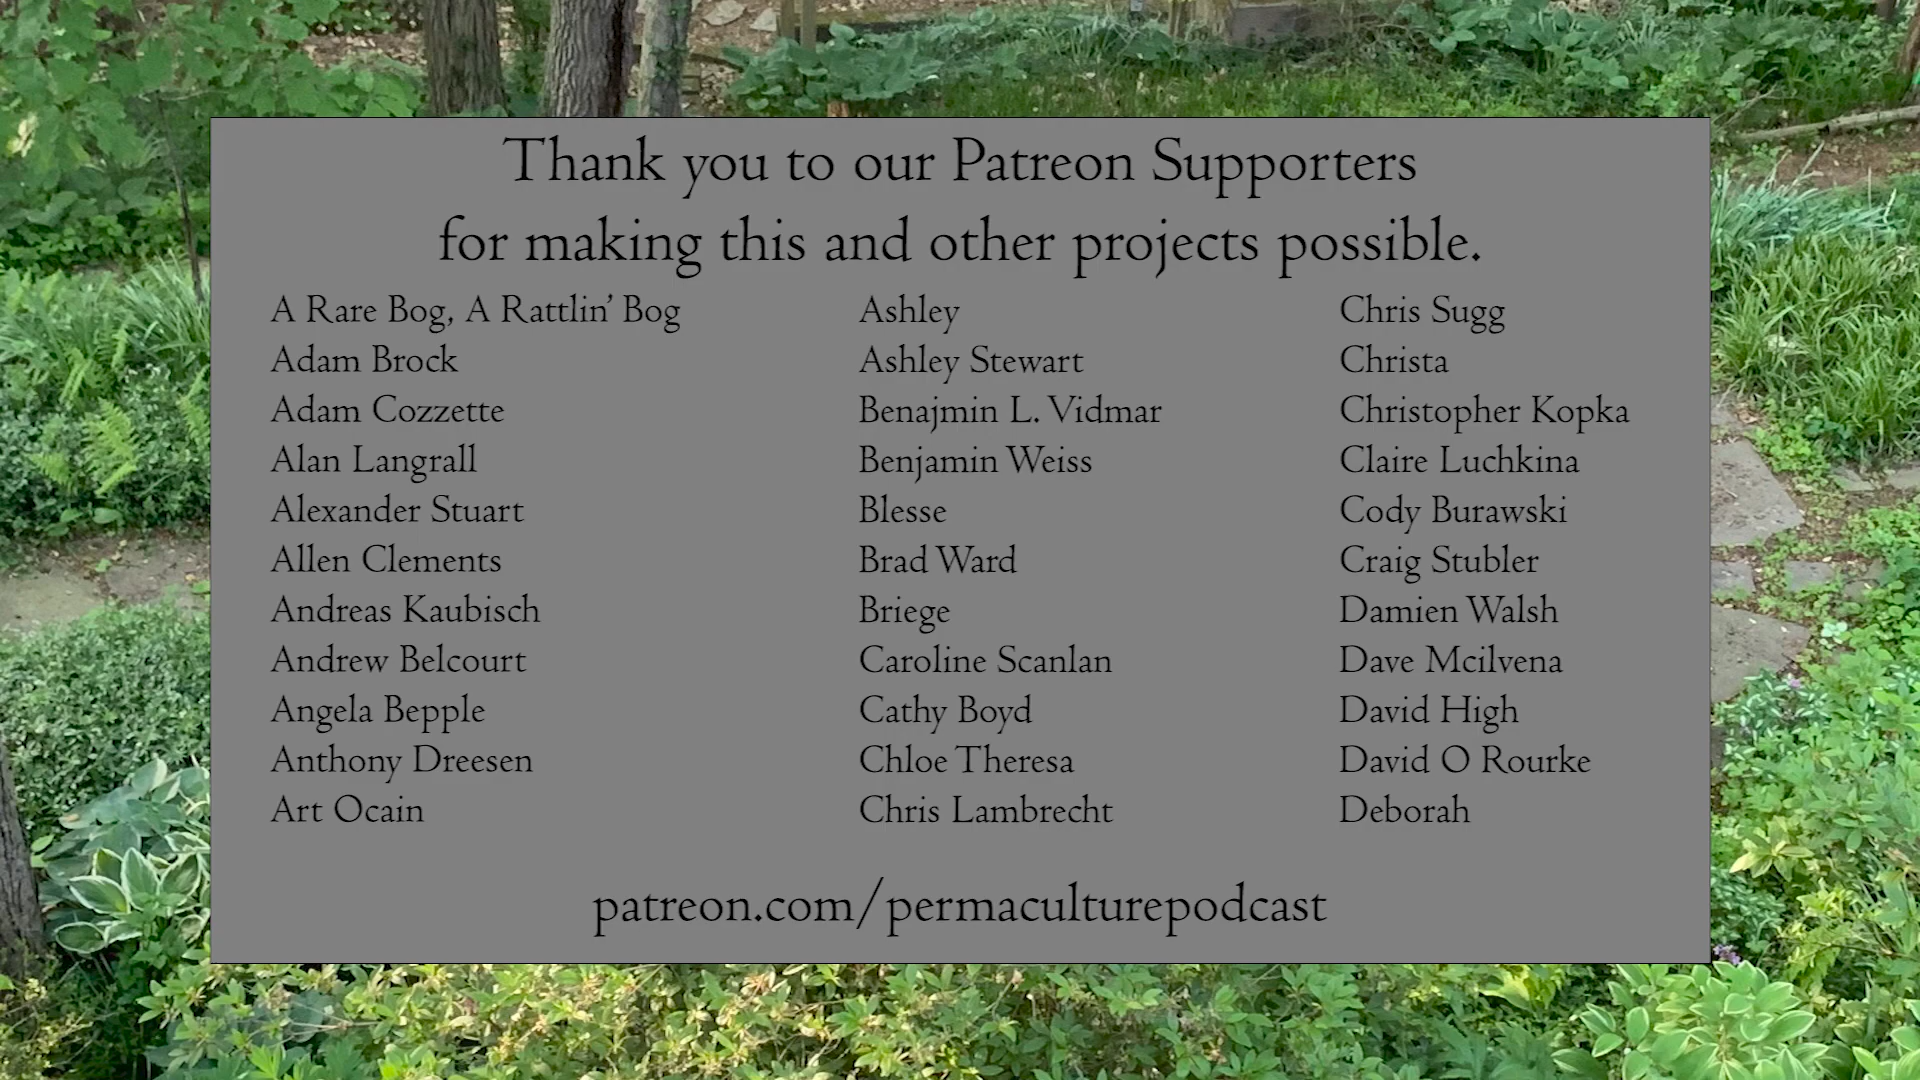 Thank you to our Patreon Supporters
for making this and other projects possible.
A Rare Bog, A Rattlin’ Bog
Adam Brock
Adam Cozzette
Alan Langrall
Alexander Stuart
Allen Clements
Andreas Kaubisch
Andrew Belcourt
Angela Bepple
Anthony Dreesen
Art Ocain
Ashley
Ashley Stewart
Benajmin L. Vidmar
Benjamin Weiss
Blesse
Brad Ward
Briege
Caroline Scanlan
Cathy Boyd
Chloe Theresa
Chris Lambrecht
Chris Sugg
Christa
Christopher Kopka
Claire Luchkina
Cody Burawski
Craig Stubler
Damien Walsh
Dave Mcilvena
David High
David O Rourke
Deborah
patreon.com/permaculturepodcast